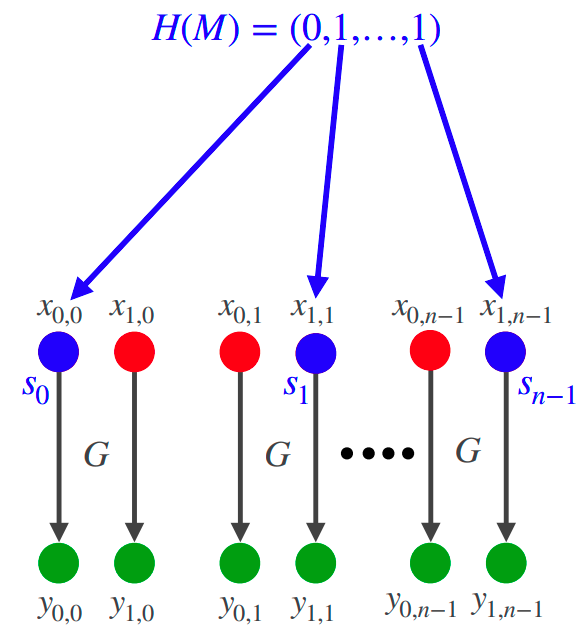 H(M) = (0,1,…,1)
x0,0 x1,0 x0,1 x1,1 x0,n−1 x1,n−1
s0 s1 sn−1
G G G
y0,0 y1,0 y0,1 y1,1 y0,n−1 y1,n−1